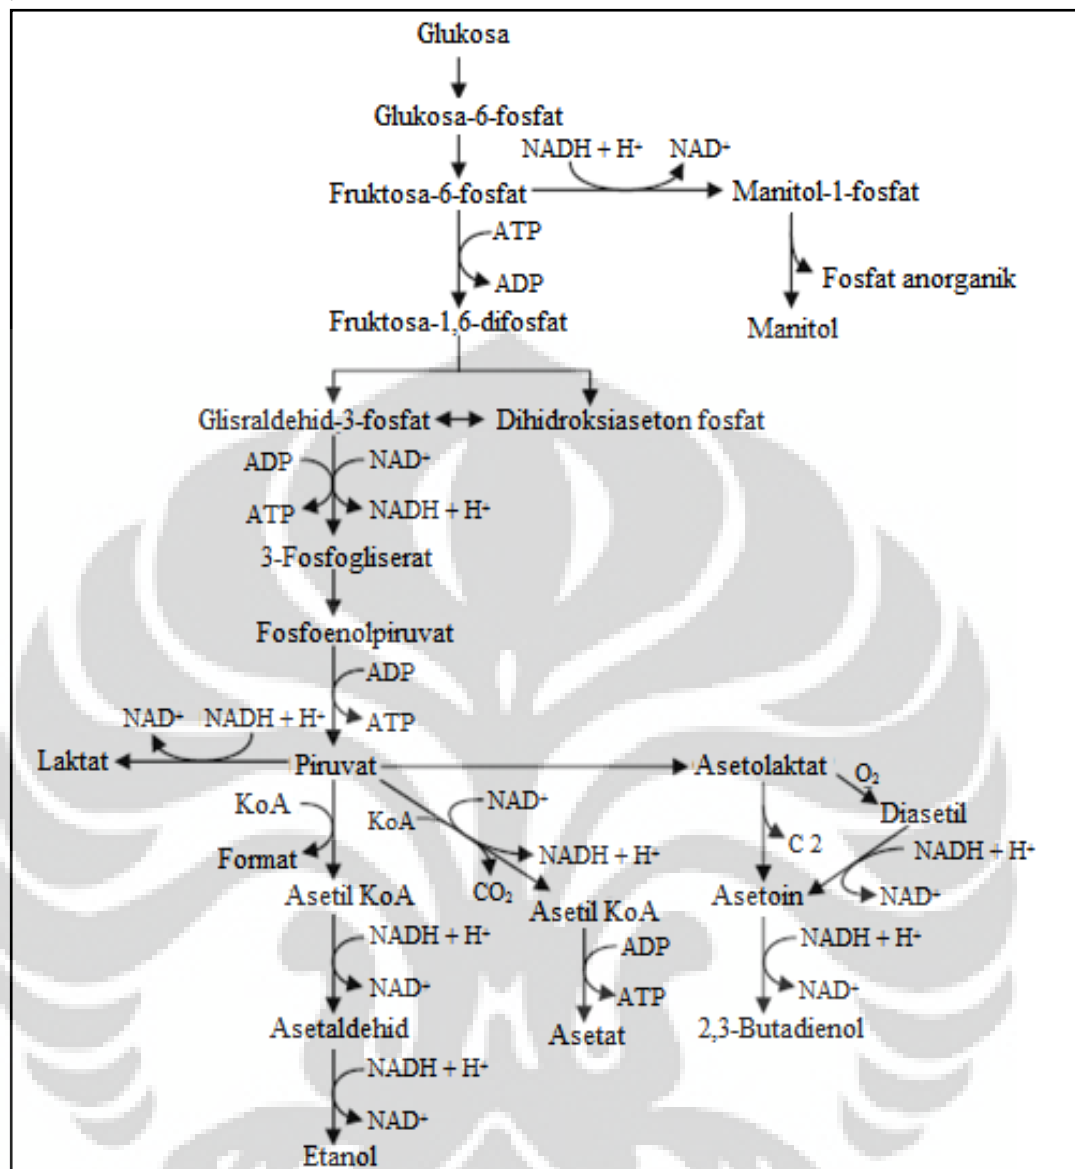 Glukosa
Glukosa-6-fosfat
NADH + H⁺ NAD⁺
Fruktosa-6-fosfat
Manitol-1-fosfat
ATP
ADP
Fosfat anorganik
Manitol
Fruktosa-1,6-difosfat
Glisraldehid-3-fosfat
Dihidroksiaseton fosfat
ADP
NAD⁺
ATP
NADH + H⁺
3-Fosfogliserat
Fosfoenolpiruvat
ADP
ATP
NAD⁺ NADH + H⁺
Laktat
Piruvat
Asetolaktat
O₂
KoA
KoA
NAD⁺
Diasetil
Format
NADH + H⁺
C 2
NADH + H⁺
Asetil KoA
CO₂
Asetil KoA
Asetoin
NAD⁺
NADH + H⁺
NAD⁺
ADP
ATP
NADH + H⁺
NAD⁺
Asetaldehid
Asetat
2,3-Butadienol
NADH + H⁺
NAD⁺
Etanol